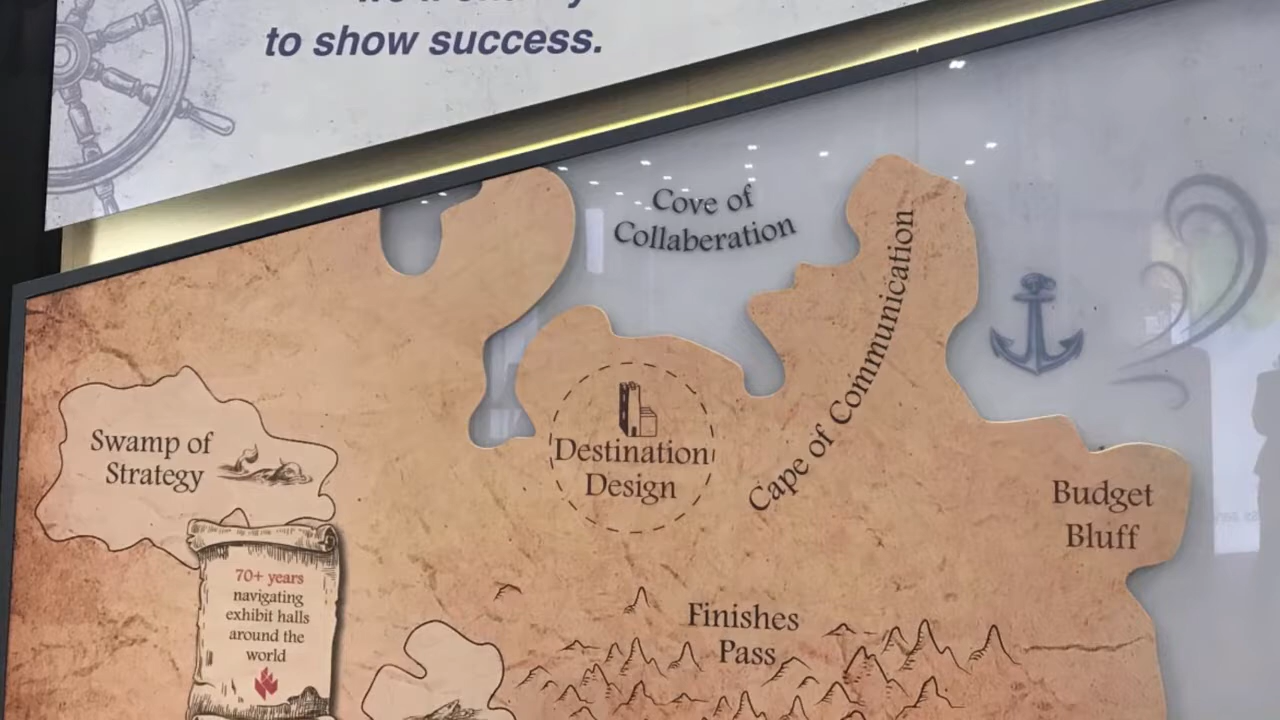 to show success.
Cove of
Collaberation
Cape of Communication
Swamp of
Strategy
Destination
Design
Budget
Bluff
70+ years
navigating
exhibit halls
around the
world
Finishes
Pass